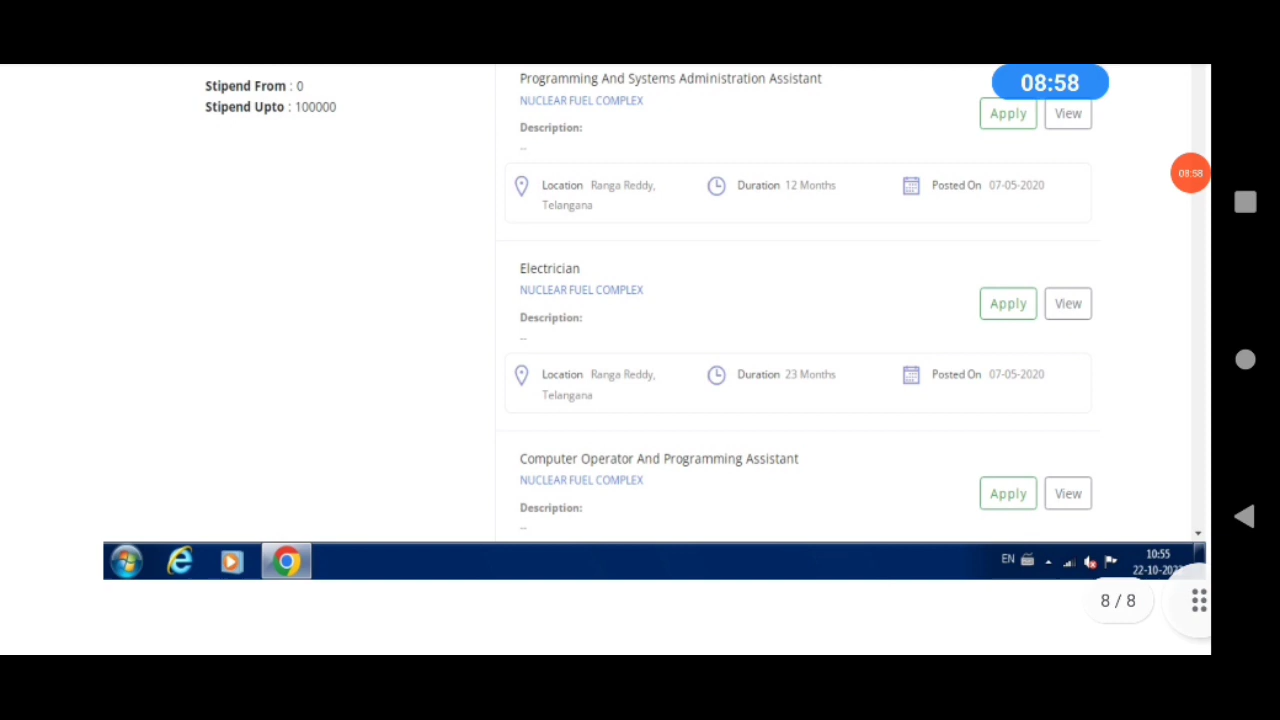 Stipend From : 0
Stipend Upto : 100000
Programming And Systems Administration Assistant
NUCLEAR FUEL COMPLEX
Description:
--
08:58
Apply
View
08:58
Location Ranga Reddy,
Telangana
Duration 12 Months
Posted On 07-05-2020
Electrician
NUCLEAR FUEL COMPLEX
Description:
--
Apply
View
Location Ranga Reddy,
Telangana
Duration 23 Months
Posted On 07-05-2020
Computer Operator And Programming Assistant
NUCLEAR FUEL COMPLEX
Description:
--
Apply
View
EN
10:55
22-10-202
8 / 8